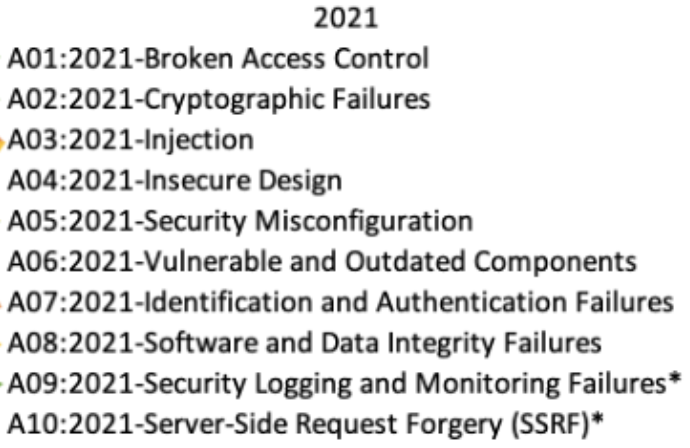 2021
A01:2021-Broken Access Control
A02:2021-Cryptographic Failures
A03:2021-Injection
A04:2021-Insecure Design
A05:2021-Security Misconfiguration
A06:2021-Vulnerable and Outdated Components
A07:2021-Identification and Authentication Failures
A08:2021-Software and Data Integrity Failures
A09:2021-Security Logging and Monitoring Failures*
A10:2021-Server-Side Request Forgery (SSRF)*